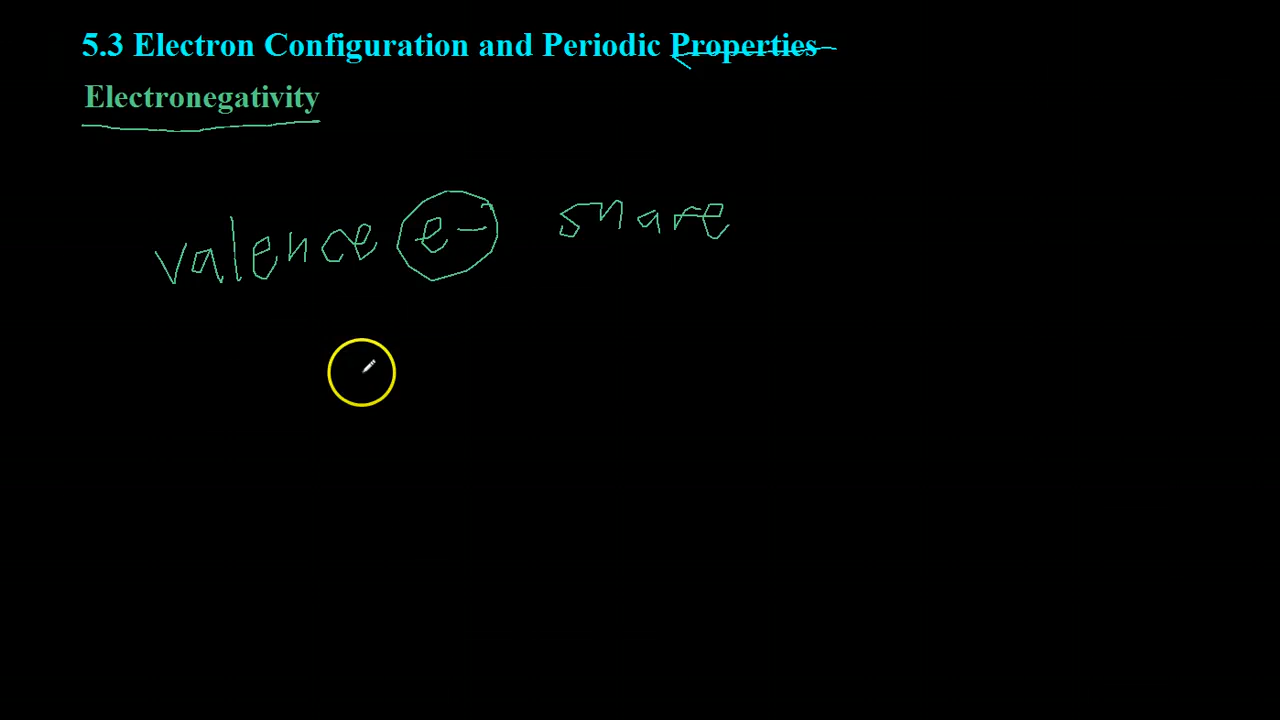 5.3 Electron Configuration and Periodic Properties
Electronegativity
valence e- share